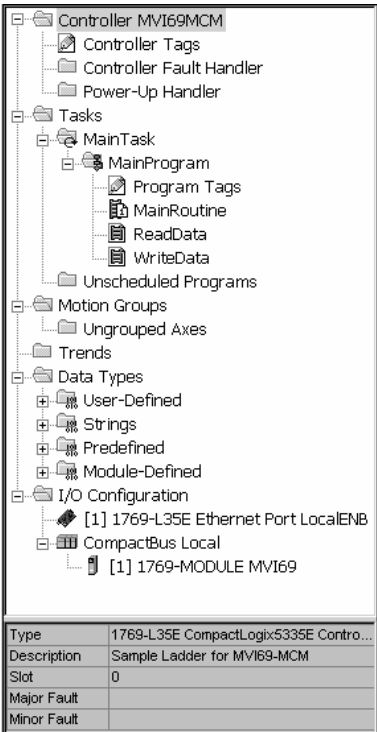 Controller MVI69MCM
Controller Tags
Controller Fault Handler
Power-Up Handler
Tasks
MainTask
MainProgram
Program Tags
MainRoutine
ReadData
WriteData
Unscheduled Programs
Motion Groups
Ungrouped Axes
Trends
Data Types
User-Defined
Strings
Predefined
Module-Defined
I/O Configuration
[1] 1769-L35E Ethernet Port LocalENB
CompactBus Local
[1] 1769-MODULE MVI69
Type 1769-L35E CompactLogix5335E Contro...
Description Sample Ladder for MVI69-MCM
Slot 0
Major Fault
Minor Fault